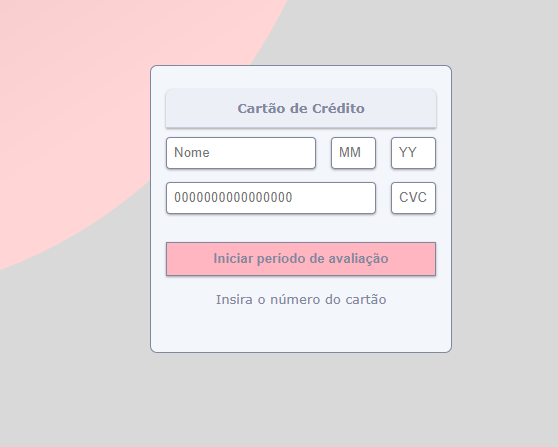 Cartão de Crédito
Nome MM YY
0000000000000000 CVC
Iniciar período de avaliação
Insira o número do cartão